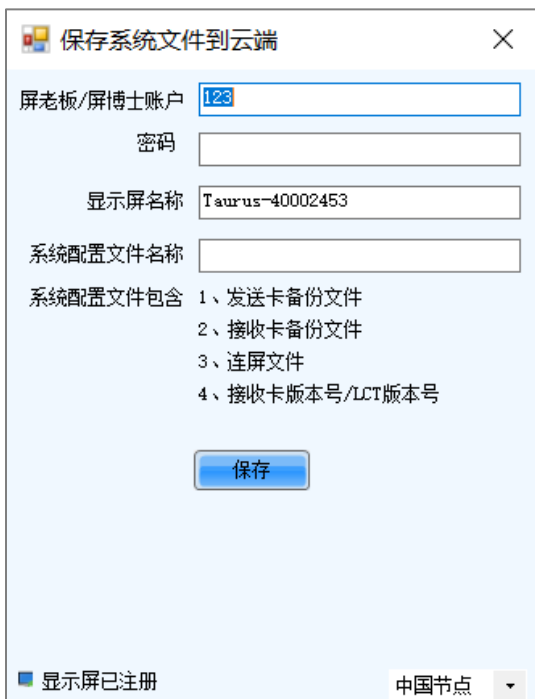 保存系统文件到云端
屏老板/屏博士账户 123
密码
显示屏名称 Taurus-40002453
系统配置文件名称
系统配置文件包含 1、发送卡备份文件
2、接收卡备份文件
3、连屏文件
4、接收卡版本号/LCT版本号
保存
显示屏已注册 中国节点